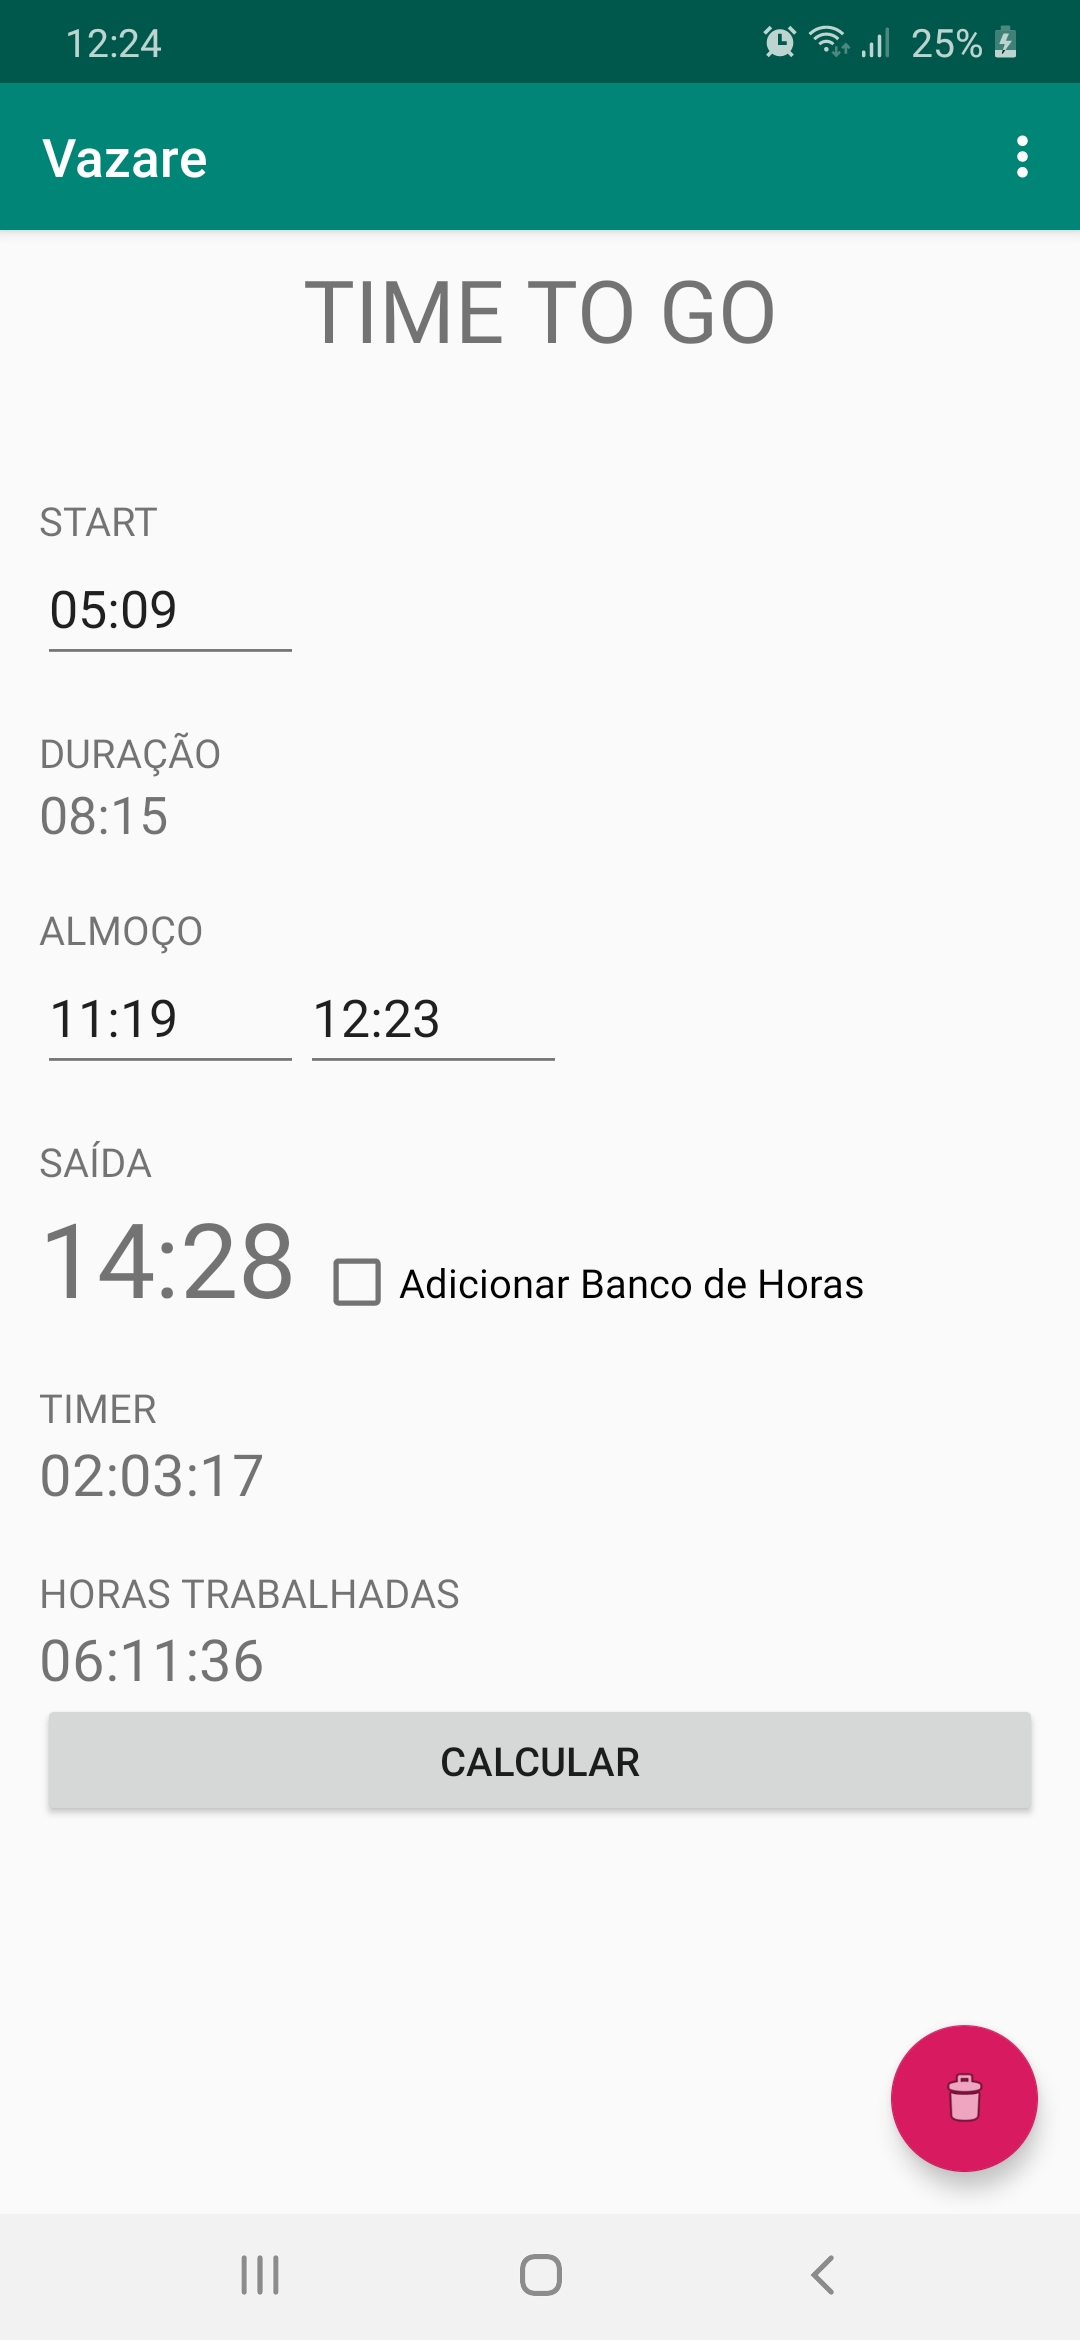 12:24 25%
Vazare
TIME TO GO
START
05:09
DURAÇÃO
08:15
ALMOÇO
11:19 12:23
SAÍDA
14:28 Adicionar Banco de Horas
TIMER
02:03:17
HORAS TRABALHADAS
06:11:36
CALCULAR